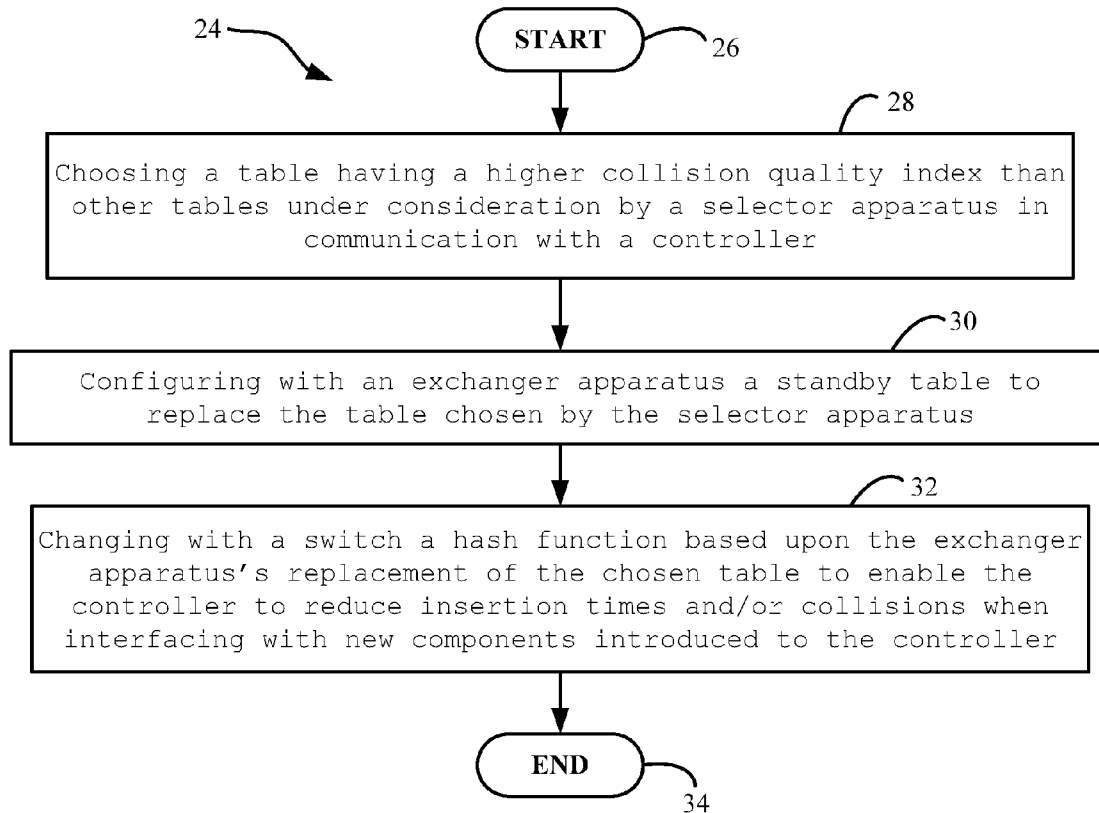 24
START
26
28
Choosing a table having a higher collision quality index than
other tables under consideration by a selector apparatus in
communication with a controller
30
Configuring with an exchanger apparatus a standby table to
replace the table chosen by the selector apparatus
32
Changing with a switch a hash function based upon the exchanger
apparatus's replacement of the chosen table to enable the
controller to reduce insertion times and/or collisions when
interfacing with new components introduced to the controller
END
34